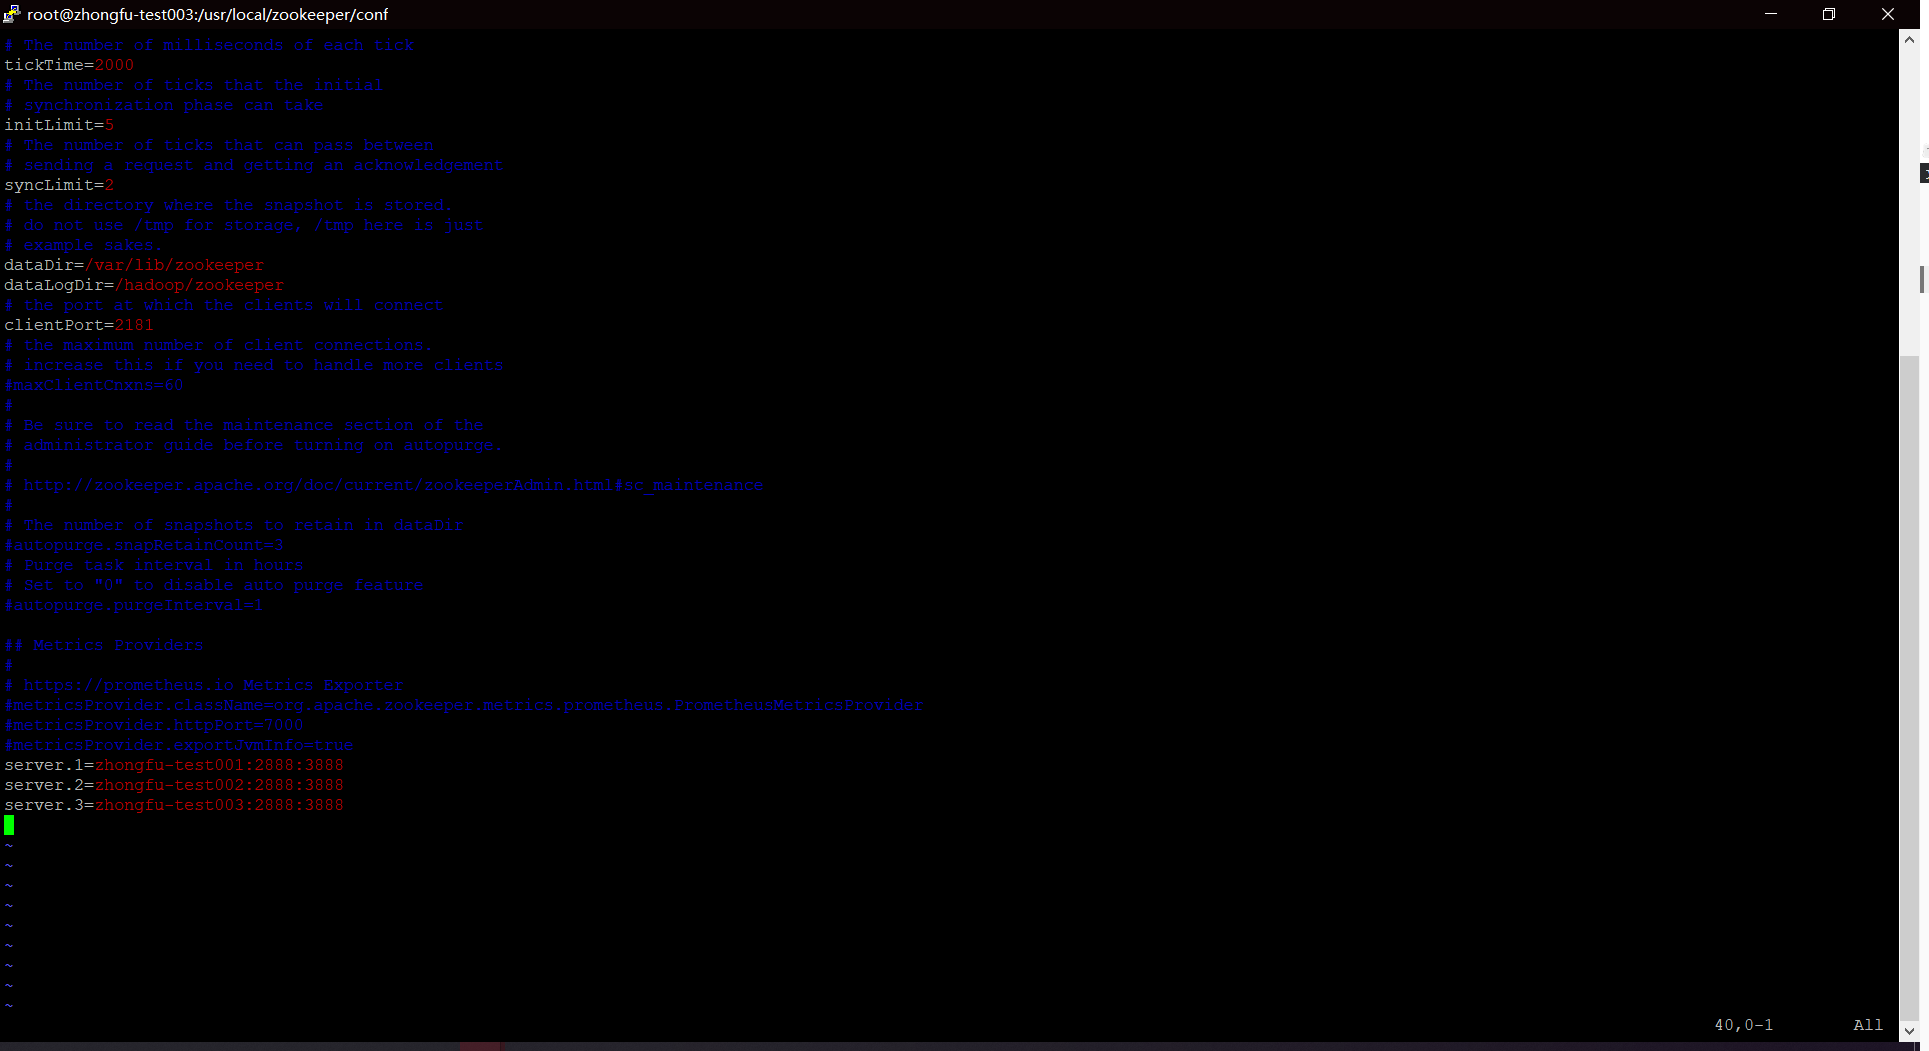 root@zhongfu-test003:/usr/local/zookeeper/conf
# The number of milliseconds of each tick
tickTime=2000
# The number of ticks that the initial
# synchronization phase can take
initLimit=5
# The number of ticks that can pass between
# sending a request and getting an acknowledgement
syncLimit=2
# the directory where the snapshot is stored.
# do not use /tmp for storage, /tmp here is just
# example sakes.
dataDir=/var/lib/zookeeper
dataLogDir=/hadoop/zookeeper
# the port at which the clients will connect
clientPort=2181
# the maximum number of client connections.
# increase this if you need to handle more clients
#maxClientCnxns=60
#
# Be sure to read the maintenance section of the
# administrator guide before turning on autopurge.
#
# http://zookeeper.apache.org/doc/current/zookeeperAdmin.html#sc_maintenance
#
# The number of snapshots to retain in dataDir
#autopurge.snapRetainCount=3
# Purge task interval in hours
# Set to "0" to disable auto purge feature
#autopurge.purgeInterval=1
## Metrics Providers
#
# https://prometheus.io Metrics Exporter
#metricsProvider.className=org.apache.zookeeper.metrics.prometheus.PrometheusMetricsProvider
#metricsProvider.httpPort=7000
#metricsProvider.exportJvmInfo=true
server.1=zhongfu-test001:2888:3888
server.2=zhongfu-test002:2888:3888
server.3=zhongfu-test003:2888:3888
~
~
~
~
~
~
~
~
~
40,0-1 All